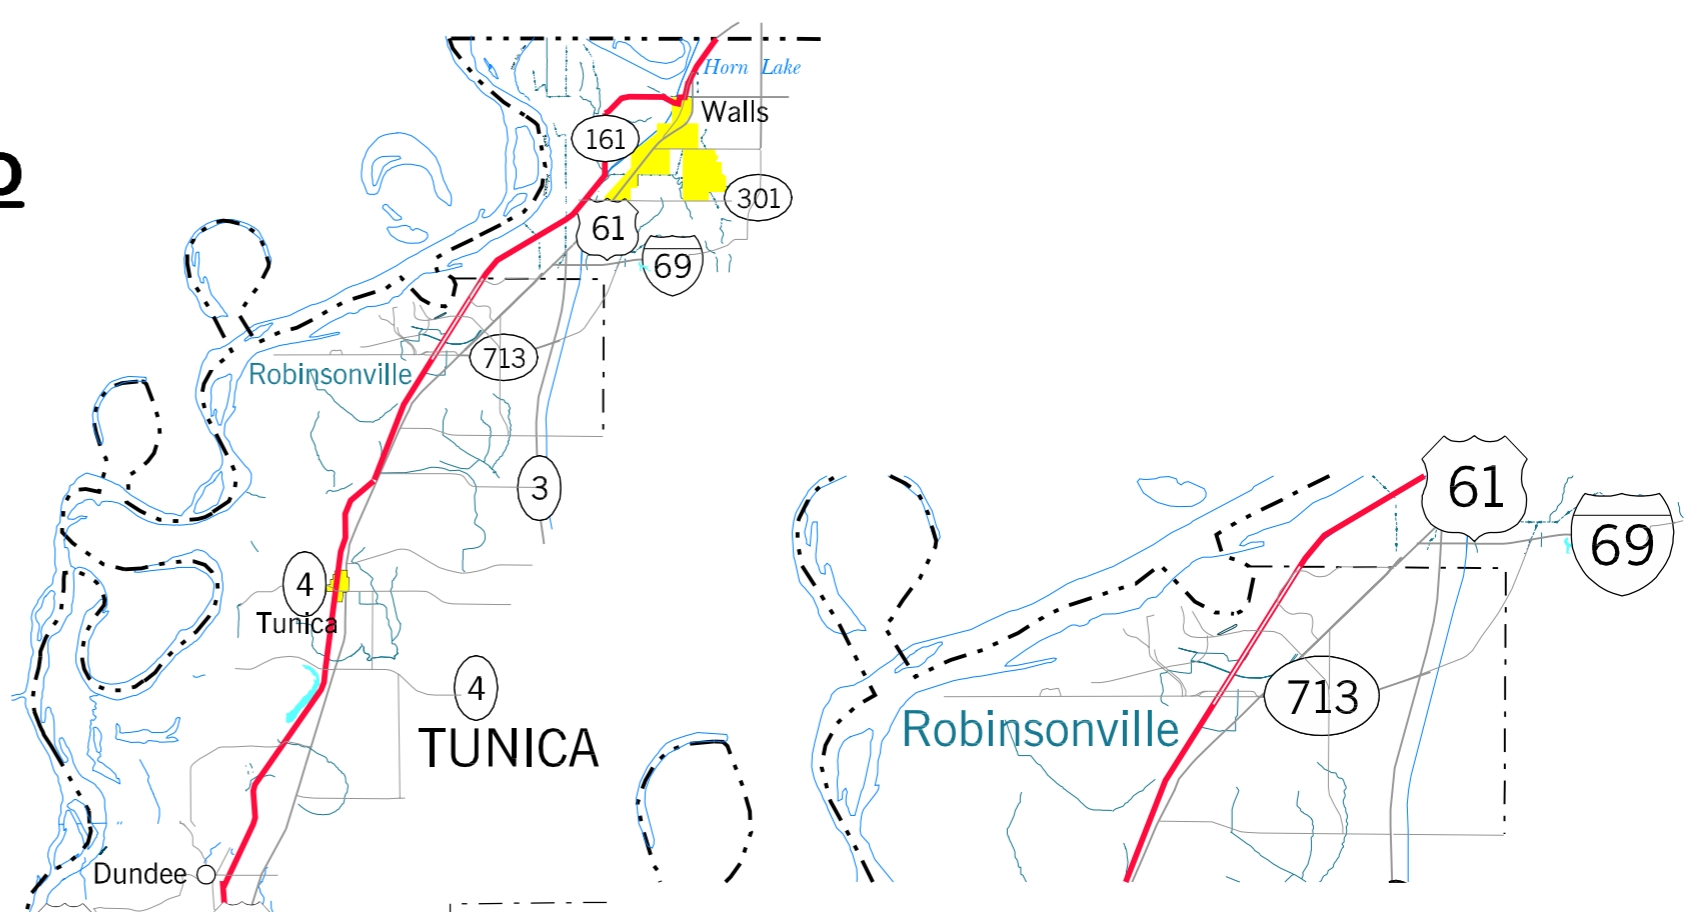 Horn Lake
Walls
161
301
61
69
713
Robinsonville
3
4
Tunica
4
TUNICA
Dundee
61
69
713
Robinsonville